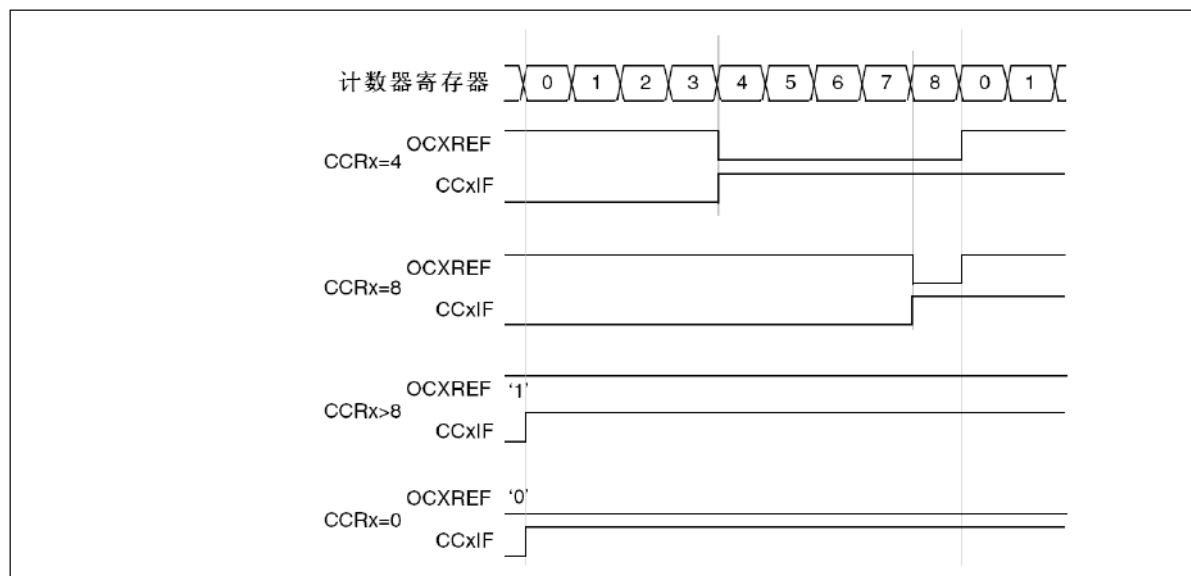 计数器寄存器 0 1 2 3 4 5 6 7 8 0 1
OCXREF
CCRx=4
CCxIF
OCXREF
CCRx=8
CCxIF
OCXREF ‘1’
CCRx>8
CCxIF
OCXREF ‘0’
CCRx=0
CCxIF